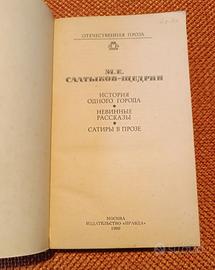 ОТЕЧЕСТВЕННАЯ ПРОЗА
М.Е.
САЛТЫКОВ-ЩЕДРИН
ИСТОРИЯ
ОДНОГО ГОРОДА
НЕВИННЫЕ
РАССКАЗЫ
САТИРЫ В ПРОЗЕ
МОСКВА
ИЗДАТЕЛЬСТВО «ПРАВДА»